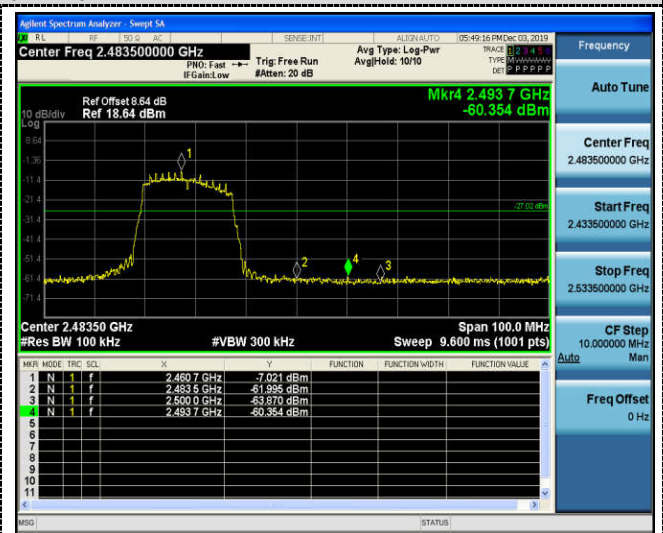 Agilent Spectrum Analyzer - Swept SA
RL RF 50 Ω AC SENSE:INT ALIGN AUTO 05:49:16 PM Dec 03, 2019
Center Freq 2.483500000 GHz
PNO: Fast
IFGain:Low
Trig: Free Run
#Atten: 20 dB
Avg Type: Log-Pwr
Avg|Hold: 10/10
TRACE 1 2 3 4 5 6
TYPE M
DET P P P P P P
Frequency
Ref Offset 8.64 dB
10 dB/div Ref 18.64 dBm
Log
Mkr4 2.493 7 GHz
-60.354 dBm
8.64
-1.36
-11.4
-21.4
-31.4
-41.4
-51.4
-61.4
-71.4
1
2
4
3
-27.02 dBm
Center 2.48350 GHz
Span 100.0 MHz
#Res BW 100 kHz
#VBW 300 kHz
Sweep 9.600 ms (1001 pts)
MKR MODE TRC SCL X Y FUNCTION FUNCTION WIDTH FUNCTION VALUE
1 N 1 f 2.460 7 GHz -7.021 dBm
2 N 1 f 2.483 5 GHz -61.995 dBm
3 N 1 f 2.500 0 GHz -63.870 dBm
4 N 1 f 2.493 7 GHz -60.354 dBm
5
6
7
8
9
10
11
MSG STATUS
Auto Tune
Center Freq
2.483500000 GHz
Start Freq
2.433500000 GHz
Stop Freq
2.533500000 GHz
CF Step
10.000000 MHz
Auto Man
Freq Offset
0 Hz